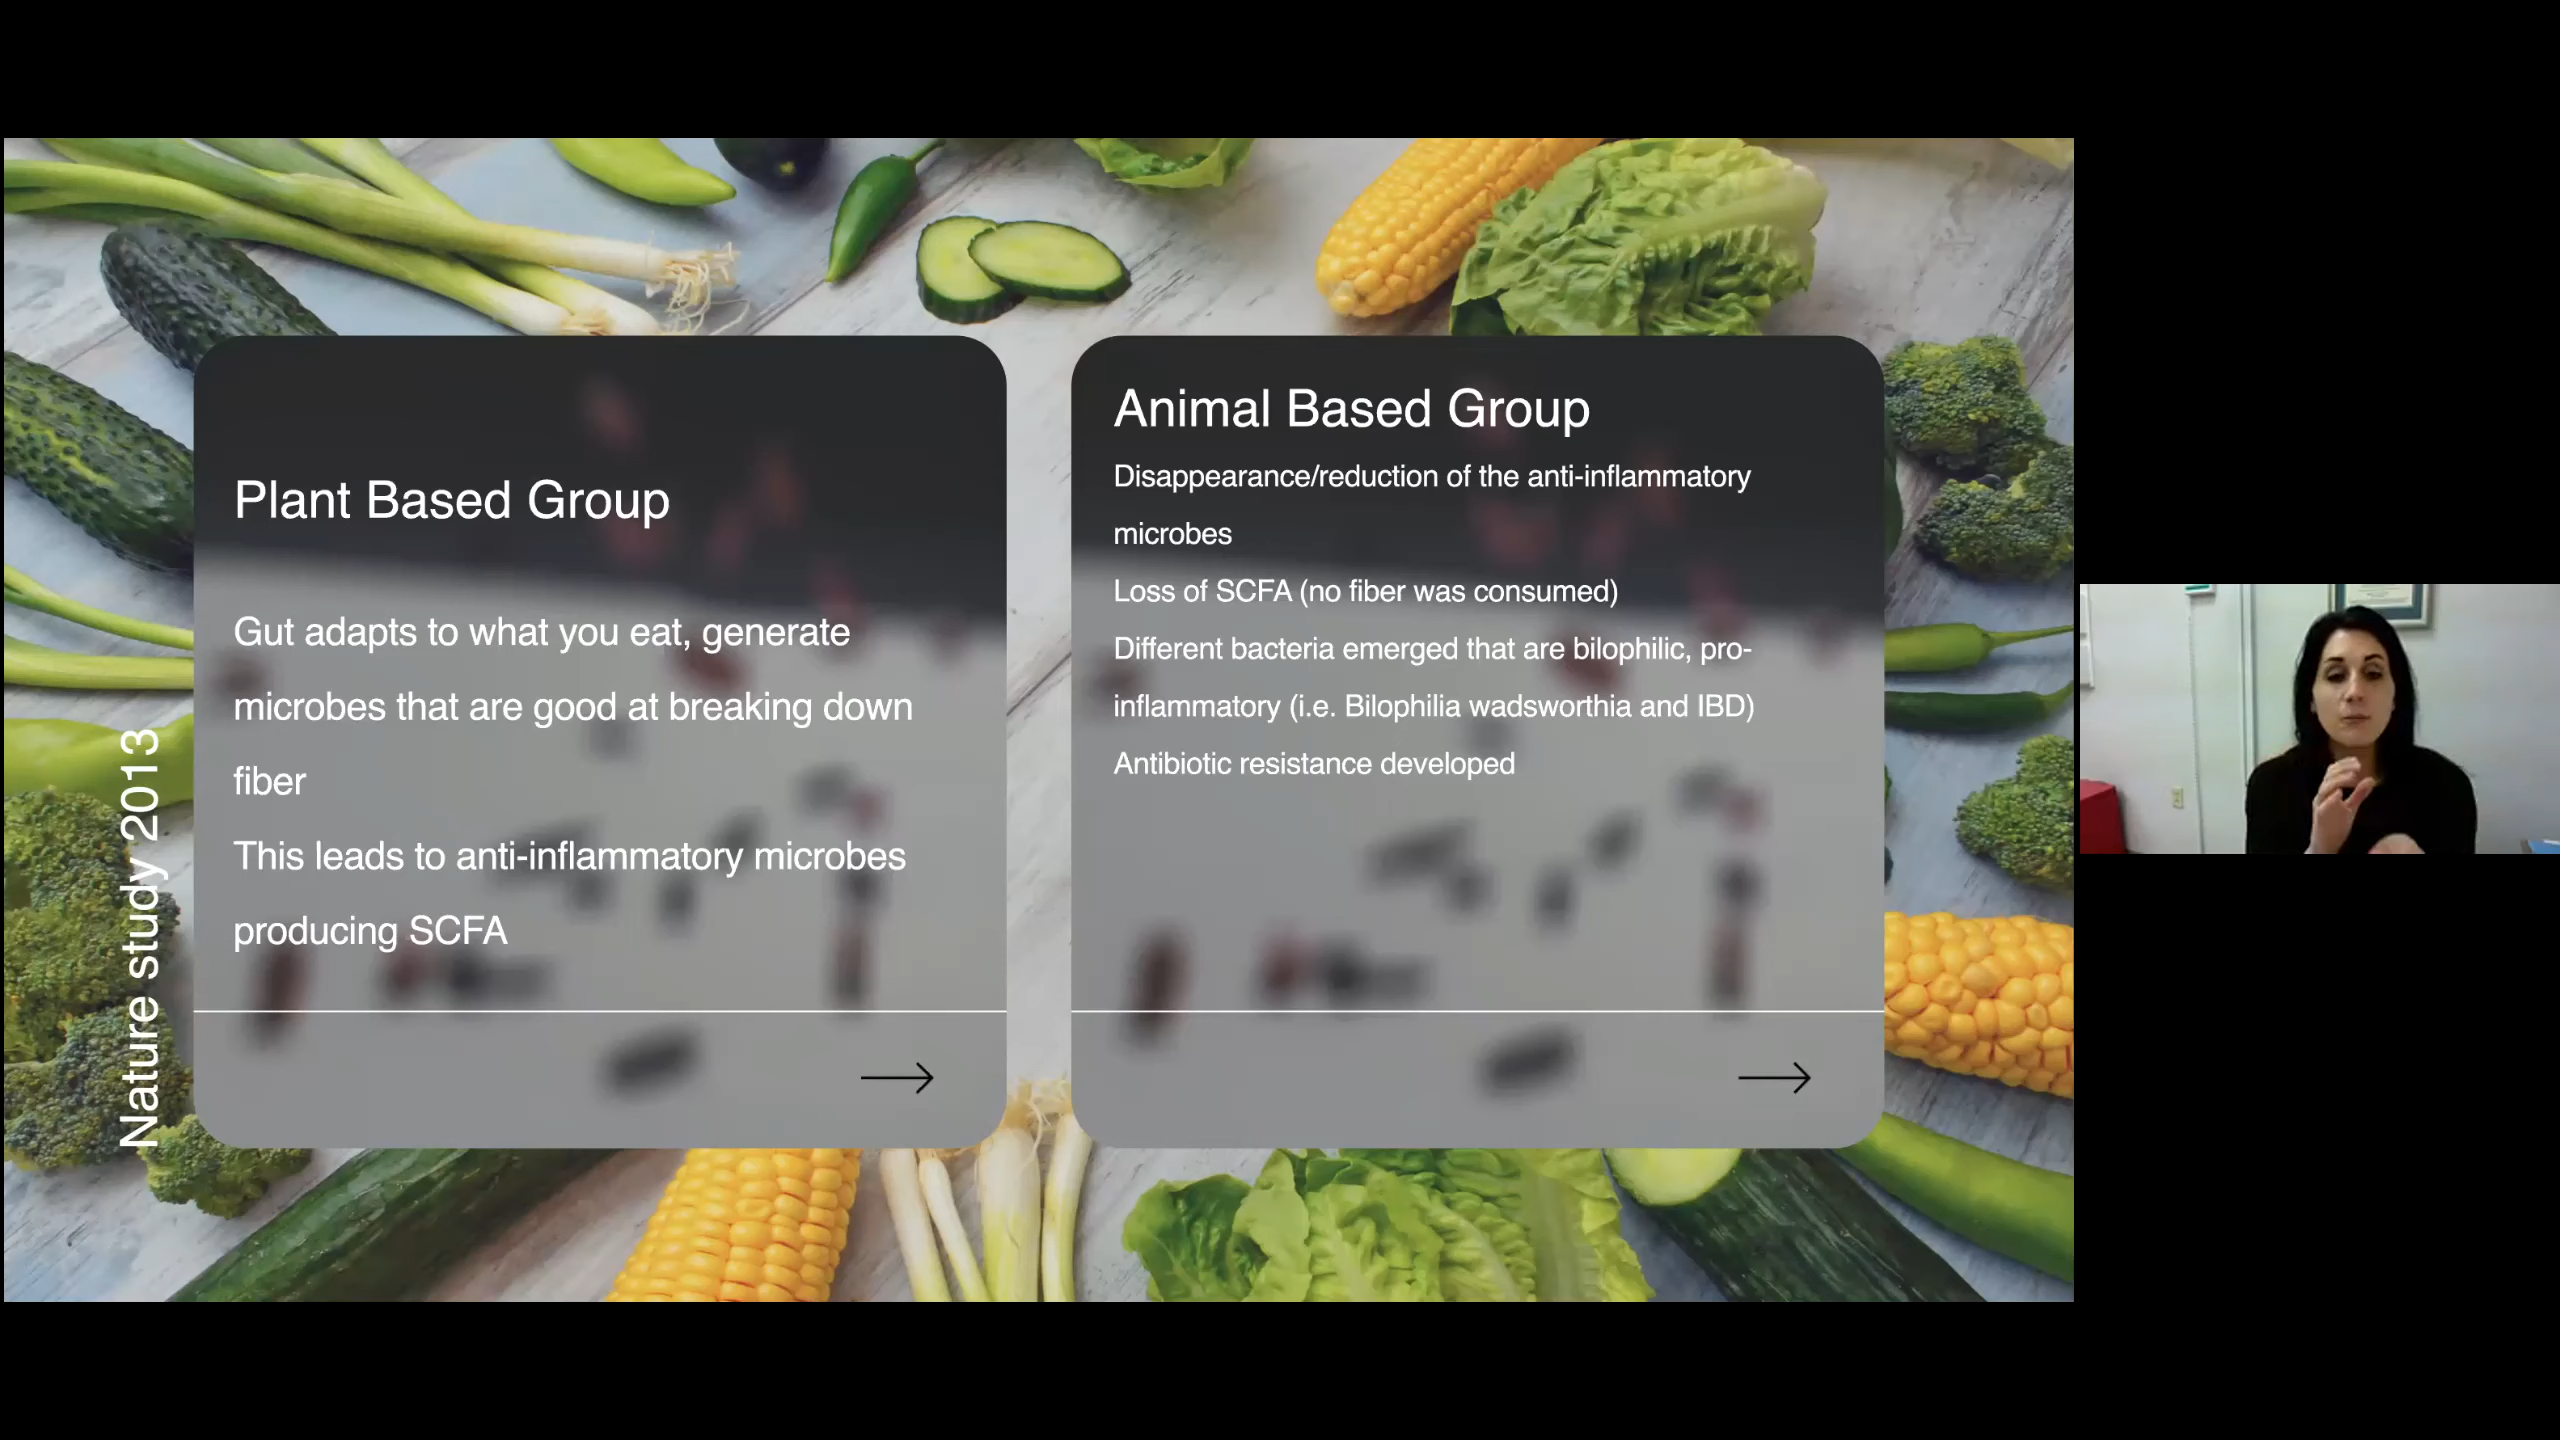 Nature study 2013
Plant Based Group
Gut adapts to what you eat, generate
microbes that are good at breaking down
fiber
This leads to anti-inflammatory microbes
producing SCFA
Animal Based Group
Disappearance/reduction of the anti-inflammatory
microbes
Loss of SCFA (no fiber was consumed)
Different bacteria emerged that are bilophilic, pro-
inflammatory (i.e. Bilophilia wadsworthia and IBD)
Antibiotic resistance developed